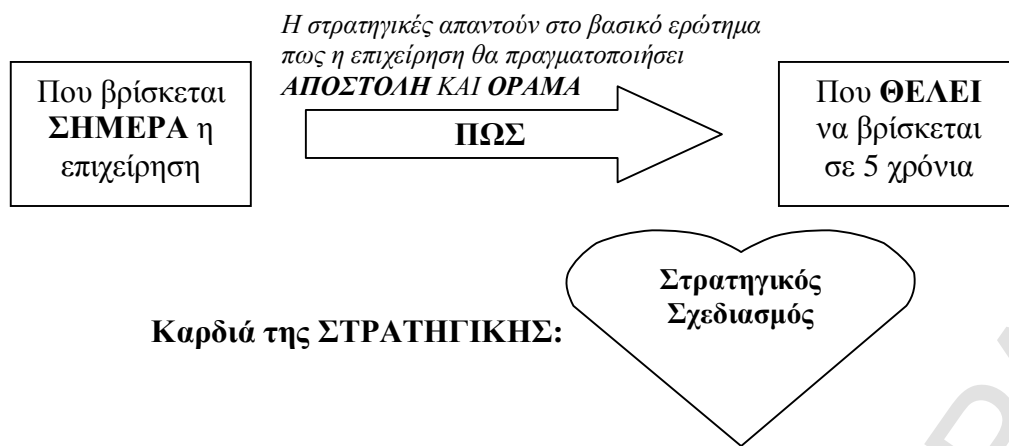 Η στρατηγικές απαντούν στο βασικό ερώτημα
πως η επιχείρηση θα πραγματοποιήσει
ΑΠΟΣΤΟΛΗ ΚΑΙ ΟΡΑΜΑ
Που βρίσκεται
ΣΗΜΕΡΑ η
επιχείρηση
ΠΩΣ
Που ΘΕΛΕΙ
να βρίσκεται
σε 5 χρόνια
Στρατηγικός
Σχεδιασμός
Καρδιά της ΣΤΡΑΤΗΓΙΚΗΣ: